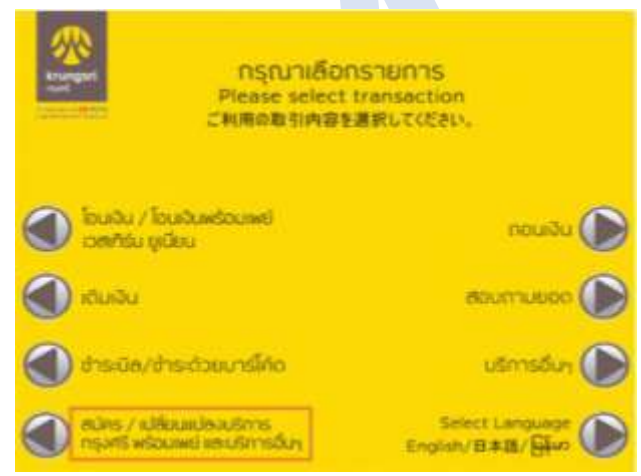 krungsri
กรุงศรี
กรุณาเลือกรายการ
Please select transaction
ご利用の取引内容を選択してください。
โอนเงิน / โอนเงินพร้อมเพย์
เวสเทิร์น ยูเนี่ยน
ถอนเงิน
เติมเงิน
สอบถามยอด
ชำระบิล/ชำระด้วยบาร์โค้ด
บริการอื่นๆ
สมัคร / เปลี่ยนแปลงบริการ
กรุงศรี พร้อมเพย์ และบริการอื่นๆ
Select Language
English/日本語/